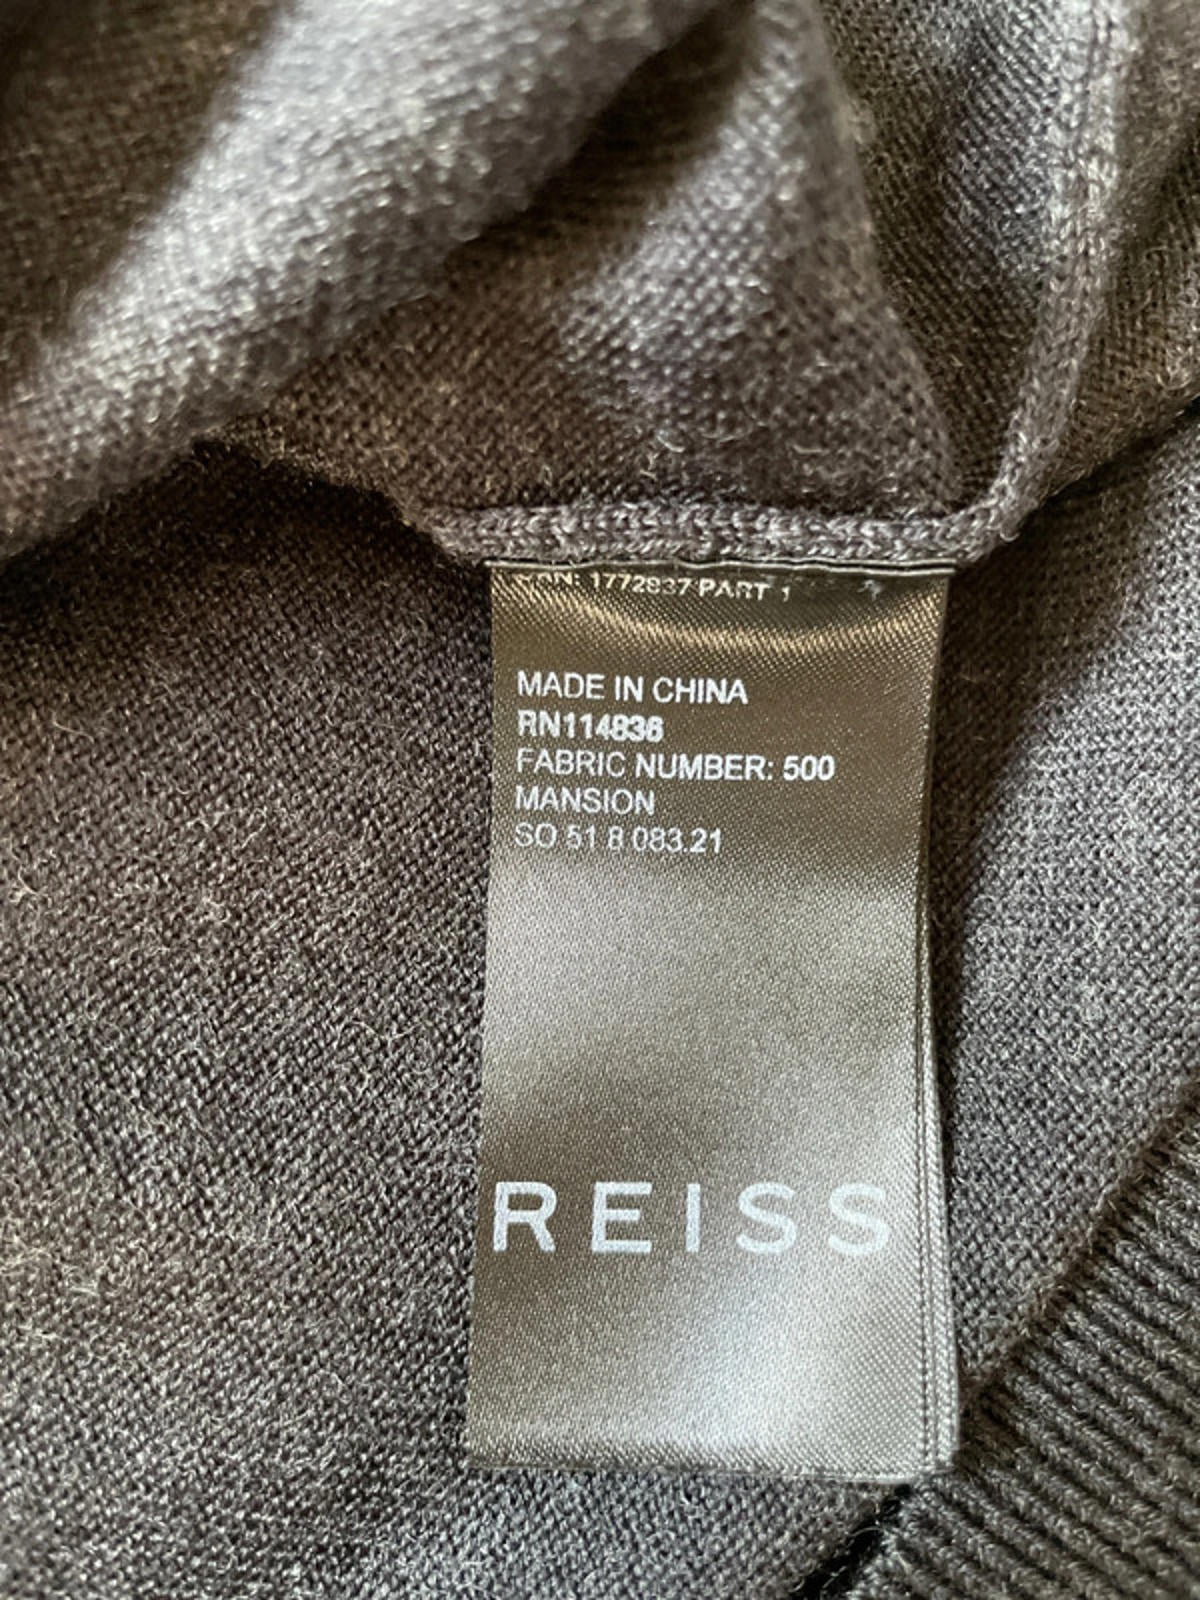 1772837 PART 1
MADE IN CHINA
RN114836
FABRIC NUMBER: 500
MANSION
SO 51 8 083.21
REISS